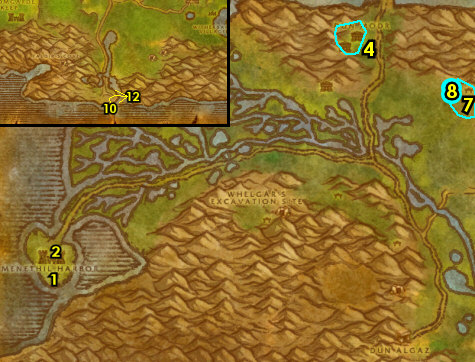 12
10
4
8
7
WHELGAR'S
EXCAVATION SITE
2
MENETHIL HARBOR
1
DUN ALGAZ